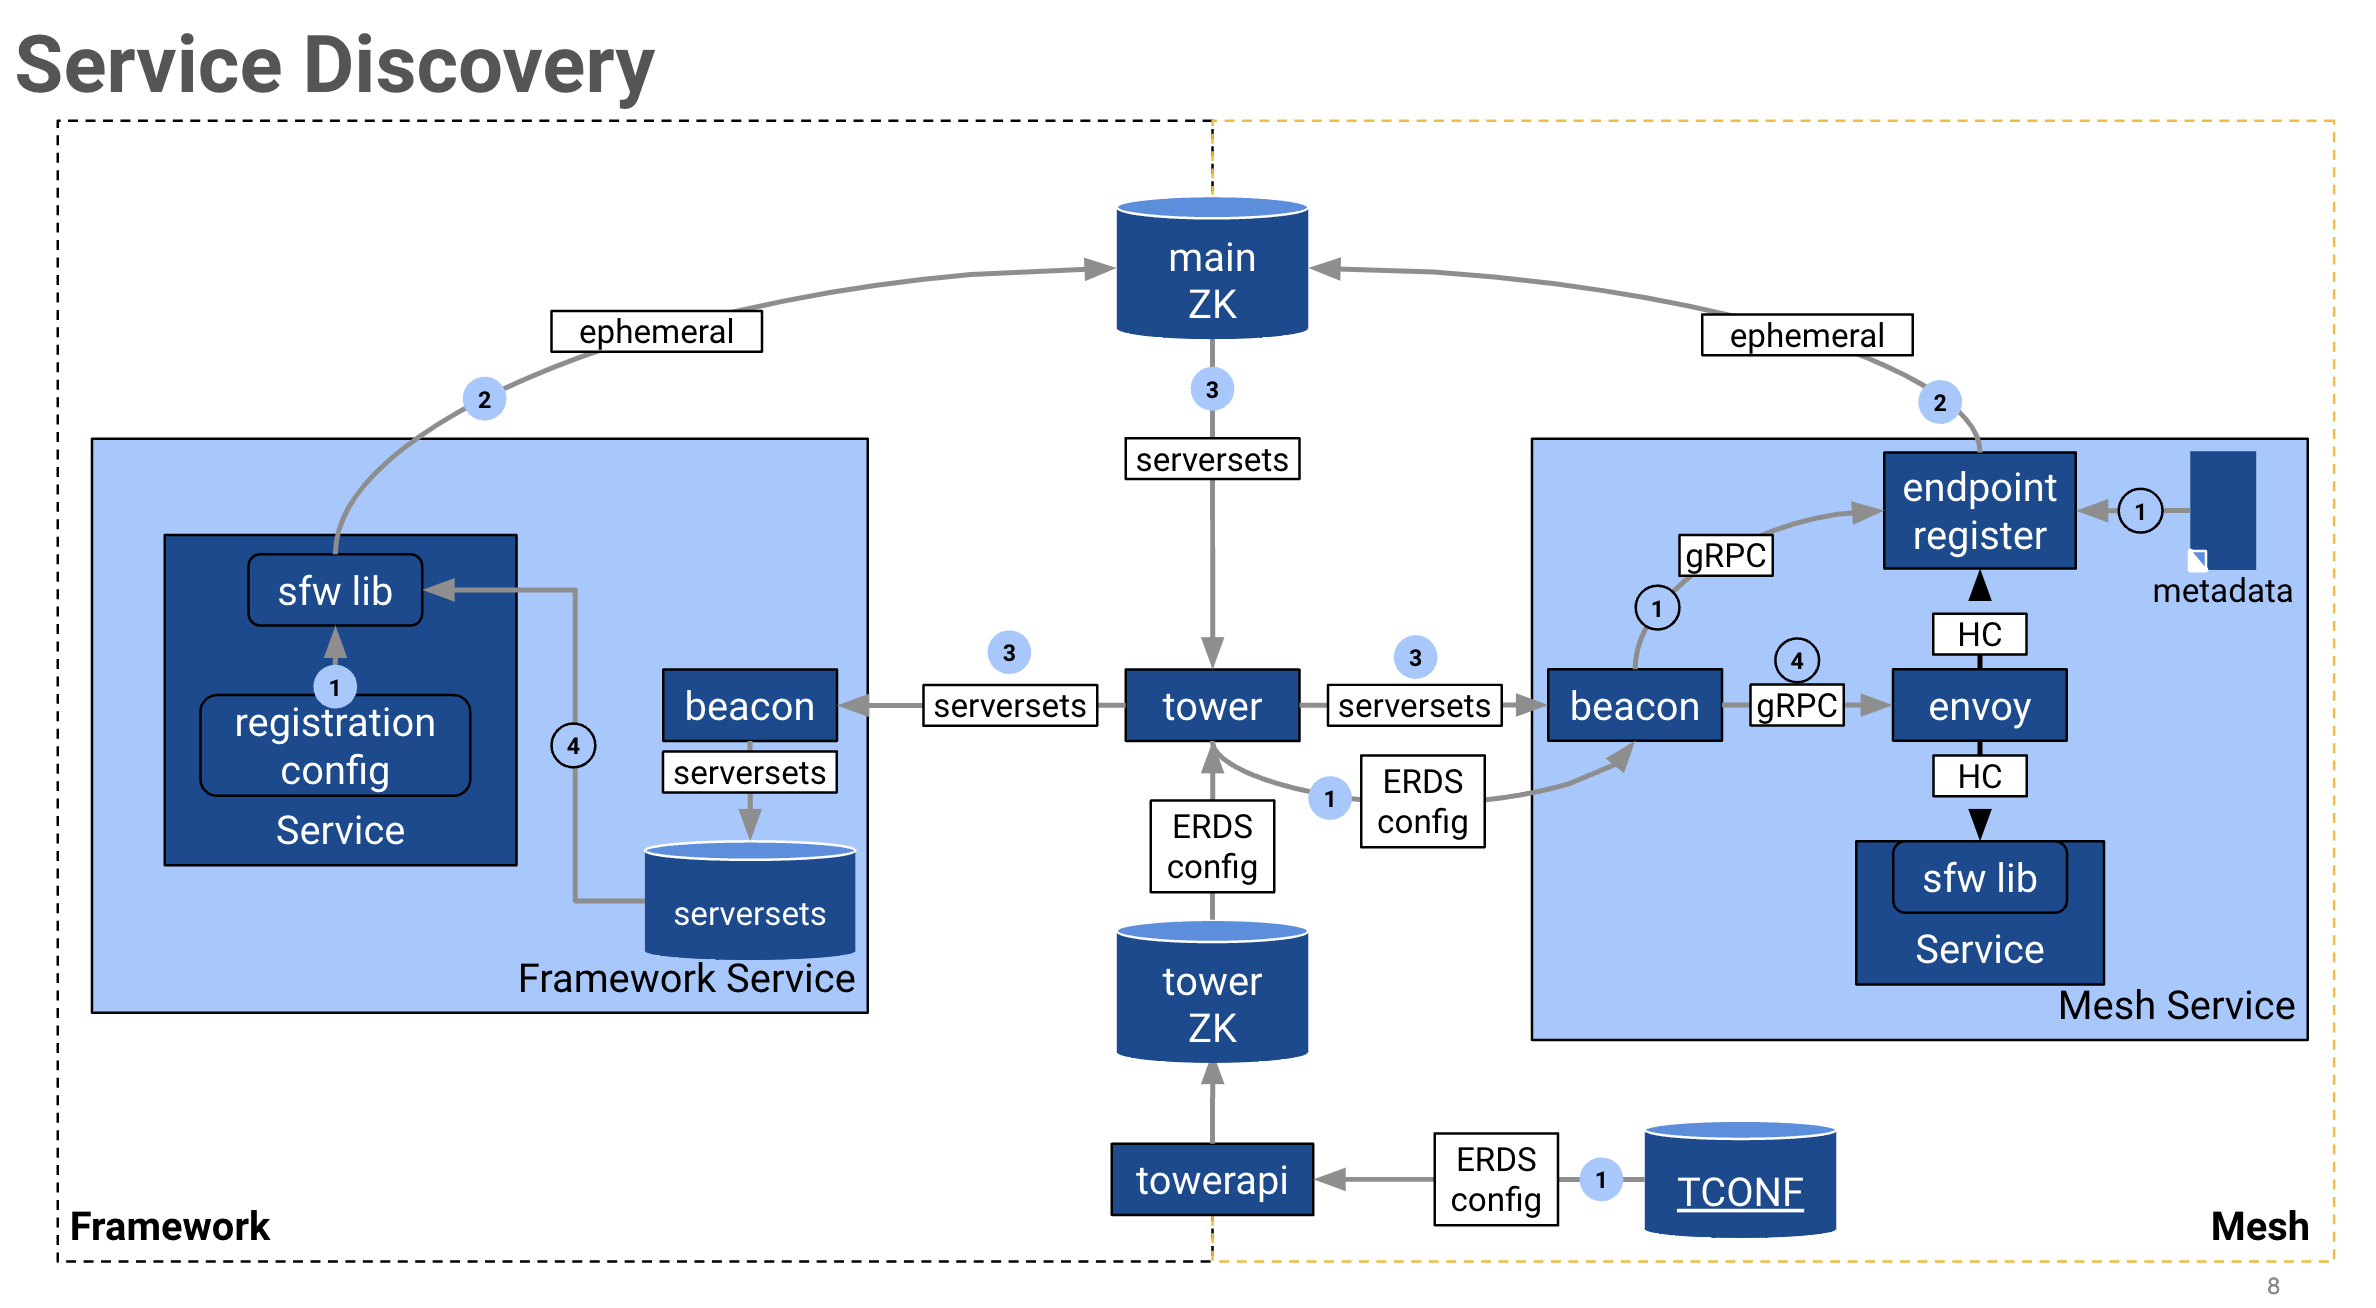 Service Discovery
main
ZK
ephemeral
ephemeral
2
3
2
serversets
endpoint
register
1
metadata
gRPC
1
sfw lib
1
registration
config
Service
4
beacon
serversets
serversets
Framework Service
3
serversets
tower
3
serversets
beacon
4
gRPC
HC
envoy
HC
sfw lib
Service
Mesh Service
1
ERDS
config
ERDS
config
tower
ZK
towerapi
ERDS
config
1
TCONF
Framework
Mesh
8